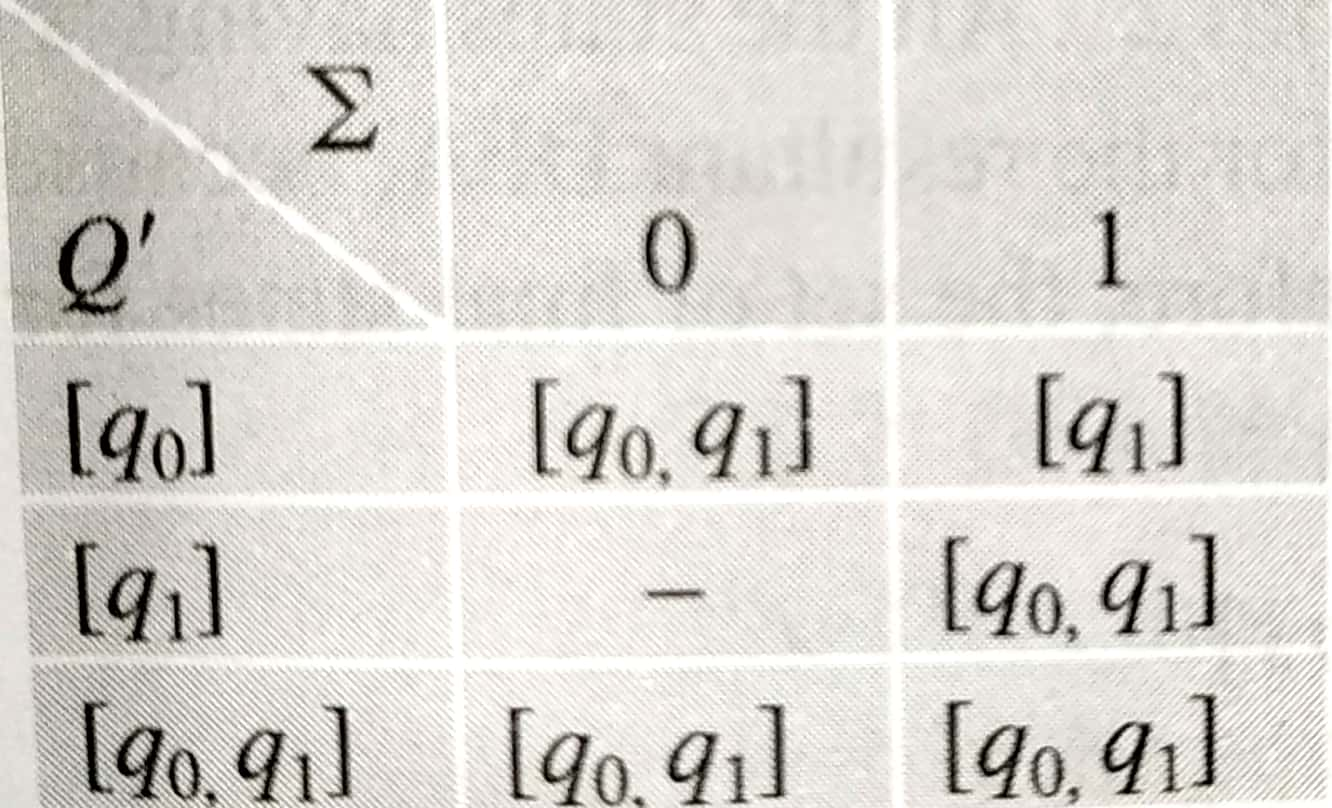 Σ
Q′ 0 1
[q₀] [q₀, q₁] [q₁]
[q₁] – [q₀, q₁]
[q₀, q₁] [q₀, q₁] [q₀, q₁]